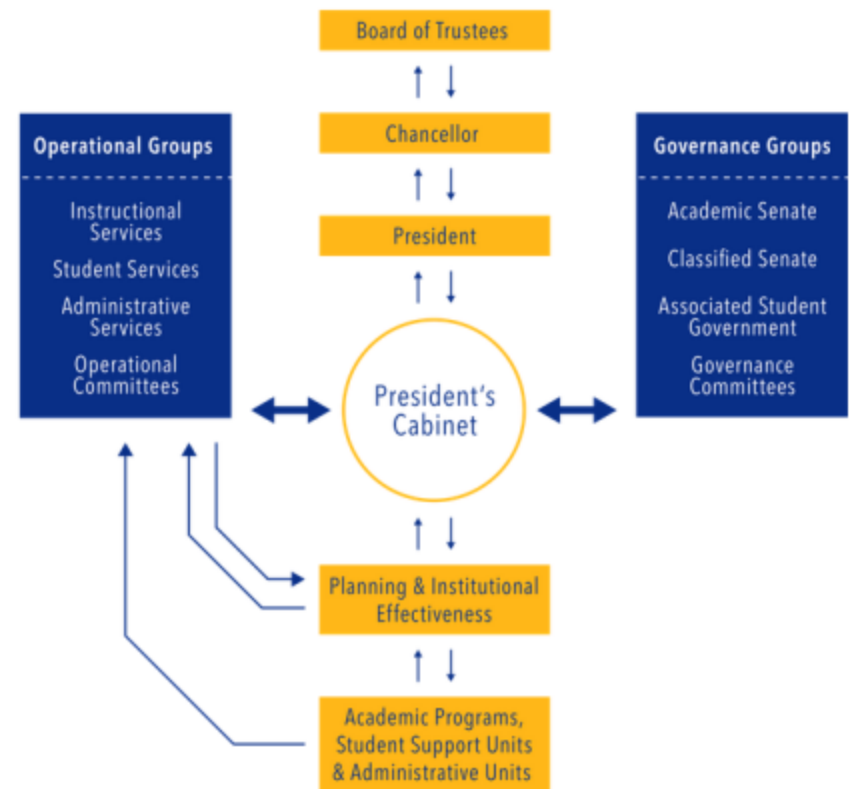 Board of Trustees
Chancellor
President
Operational Groups
Instructional
Services
Student Services
Administrative
Services
Operational
Committees
President's
Cabinet
Governance Groups
Academic Senate
Classified Senate
Associated Student
Government
Governance
Committees
Planning & Institutional
Effectiveness
Academic Programs,
Student Support Units
& Administrative Units